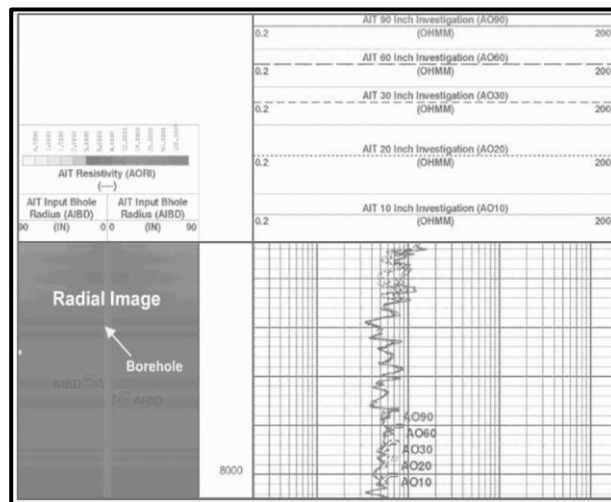 AIT 90 Inch Investigation (AO90)
0.2 (OHMM) 200
AIT 60 Inch Investigation (AO60)
0.2 (OHMM) 200
AIT 30 Inch Investigation (AO30)
0.2 (OHMM) 200
AIT 20 Inch Investigation (AO20)
0.2 (OHMM) 200
AIT Resistivity (AORI)
(----)
AIT Input Bhole Radius (AIBD)
AIT Input Bhole Radius (AIBD)
AIT 10 Inch Investigation (AO10)
90 (IN) 0 0 (IN) 90
0.2 (OHMM) 200
Radial Image
Borehole
AIBD
AIBD
AO90
AO60
AO30
AO20
AO10
8000